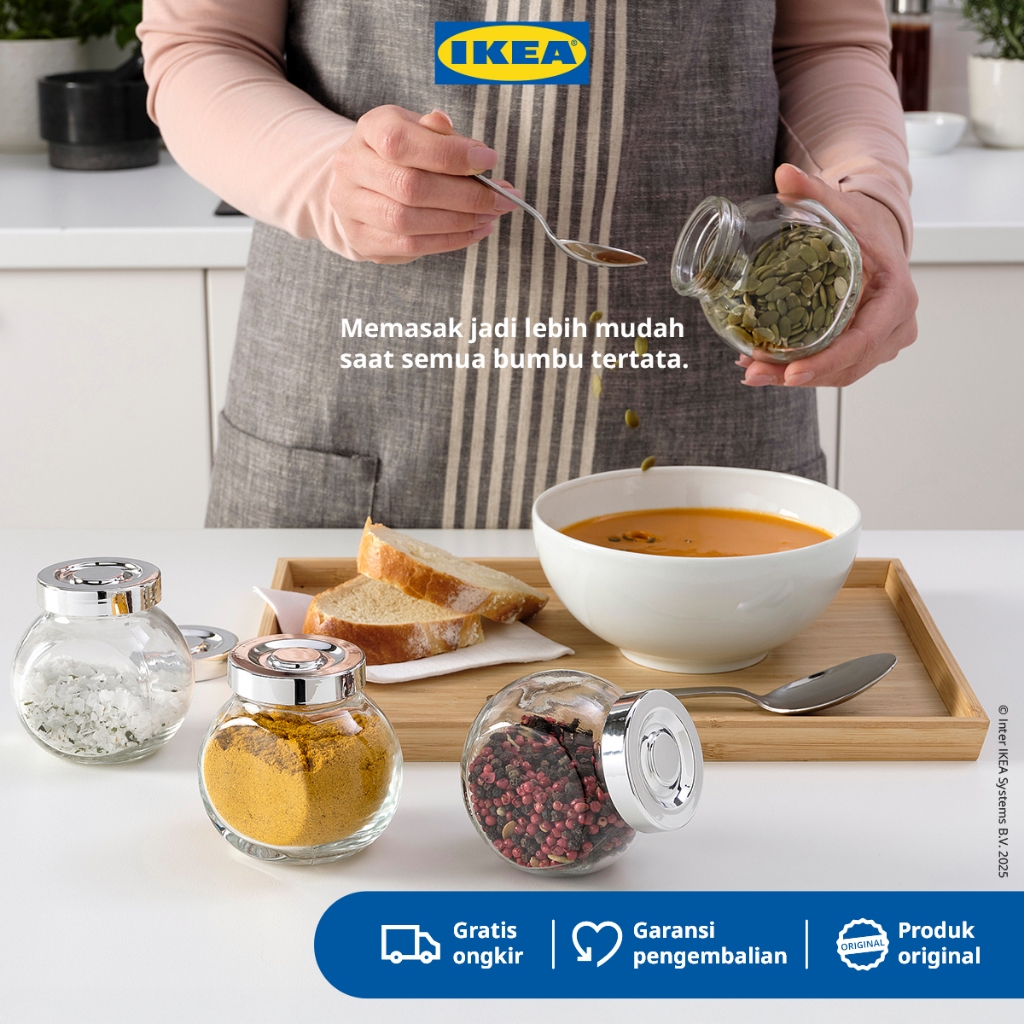 IKEA®
Memasak jadi lebih mudah
saat semua bumbu tertata.
© Inter IKEA Systems B.V. 2025
Gratis
ongkir
Garansi
pengembalian
ORIGINAL
Produk
original